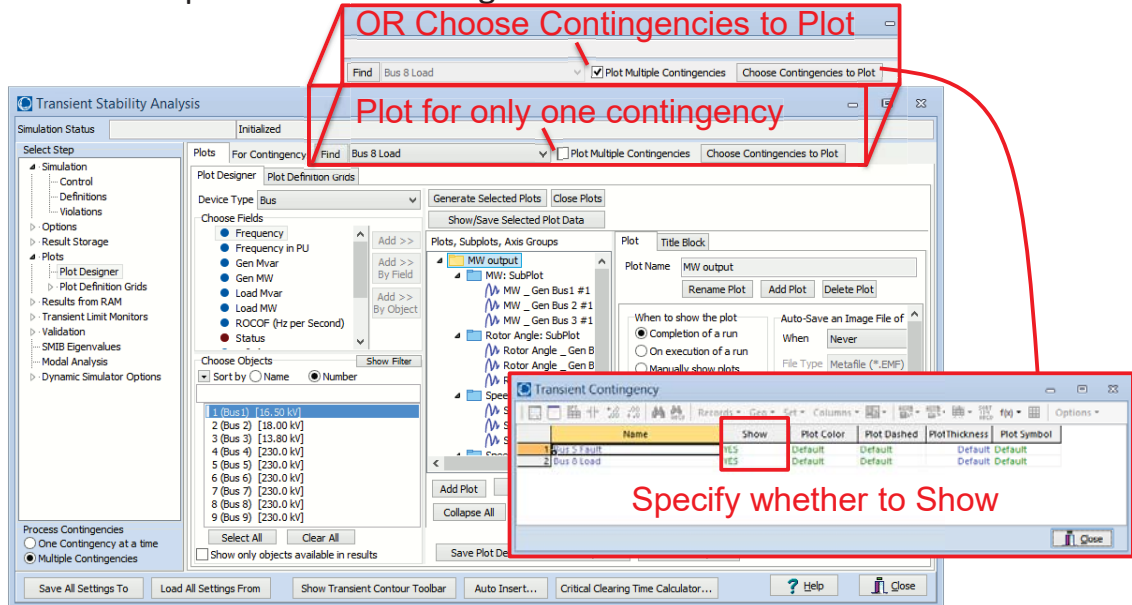 OR Choose Contingencies to Plot
Find Bus 8 Load Plot Multiple Contingencies Choose Contingencies to Plot
Transient Stability Analysis
Plot for only one contingency
Simulation Status Initialized
Select Step
Simulation
Control
Definitions
Violations
Options
Result Storage
Plots
Plot Designer
Plot Definition Grids
Results from RAM
Transient Limit Monitors
Validation
SMIB Eigenvalues
Modal Analysis
Dynamic Simulator Options
Process Contingencies
One Contingency at a time
Multiple Contingencies
Plots For Contingency: Find Bus 8 Load Plot Multiple Contingencies Choose Contingencies to Plot
Plot Designer Plot Definition Grids
Device Type Bus
Choose Fields
Frequency
Frequency in PU
Gen Mvar
Gen MW
Load Mvar
Load MW
ROCOF (Hz per Second)
Status
Add >>
Add >>
By Field
Add >>
By Object
Choose Objects Show Filter
Sort by Name Number
1 (Bus1) [16.50 kV]
2 (Bus 2) [18.00 kV]
3 (Bus 3) [13.80 kV]
4 (Bus 4) [230.0 kV]
5 (Bus 5) [230.0 kV]
6 (Bus 6) [230.0 kV]
7 (Bus 7) [230.0 kV]
8 (Bus 8) [230.0 kV]
9 (Bus 9) [230.0 kV]
Select All Clear All
Show only objects available in results
Generate Selected Plots Close Plots
Show/Save Selected Plot Data
Plots, Subplots, Axis Groups
MW output
MW: SubPlot
MW _ Gen Bus1 #1
MW _ Gen Bus 2 #1
MW _ Gen Bus 3 #1
Rotor Angle: SubPlot
Rotor Angle _ Gen B
Rotor Angle _ Gen B
R
Spee
S
S
S
Add Plot
Collapse All
Save Plot De
Plot Title Block
Plot Name MW output
Rename Plot Add Plot Delete Plot
When to show the plot
Completion of a run
On execution of a run
Manually show plots
Auto-Save an Image File of
When Never
File Type Metafile (*.EMF)
Transient Contingency
Records Geo Set Columns f(x) Options
Name Show Plot Color Plot Dashed PlotThickness Plot Symbol
1 Bus 5 Fault YES Default Default Default Default
2 Bus 8 Load YES Default Default Default Default
Specify whether to Show
Close
Save All Settings To Load All Settings From Show Transient Contour Toolbar Auto Insert... Critical Clearing Time Calculator... Help Close